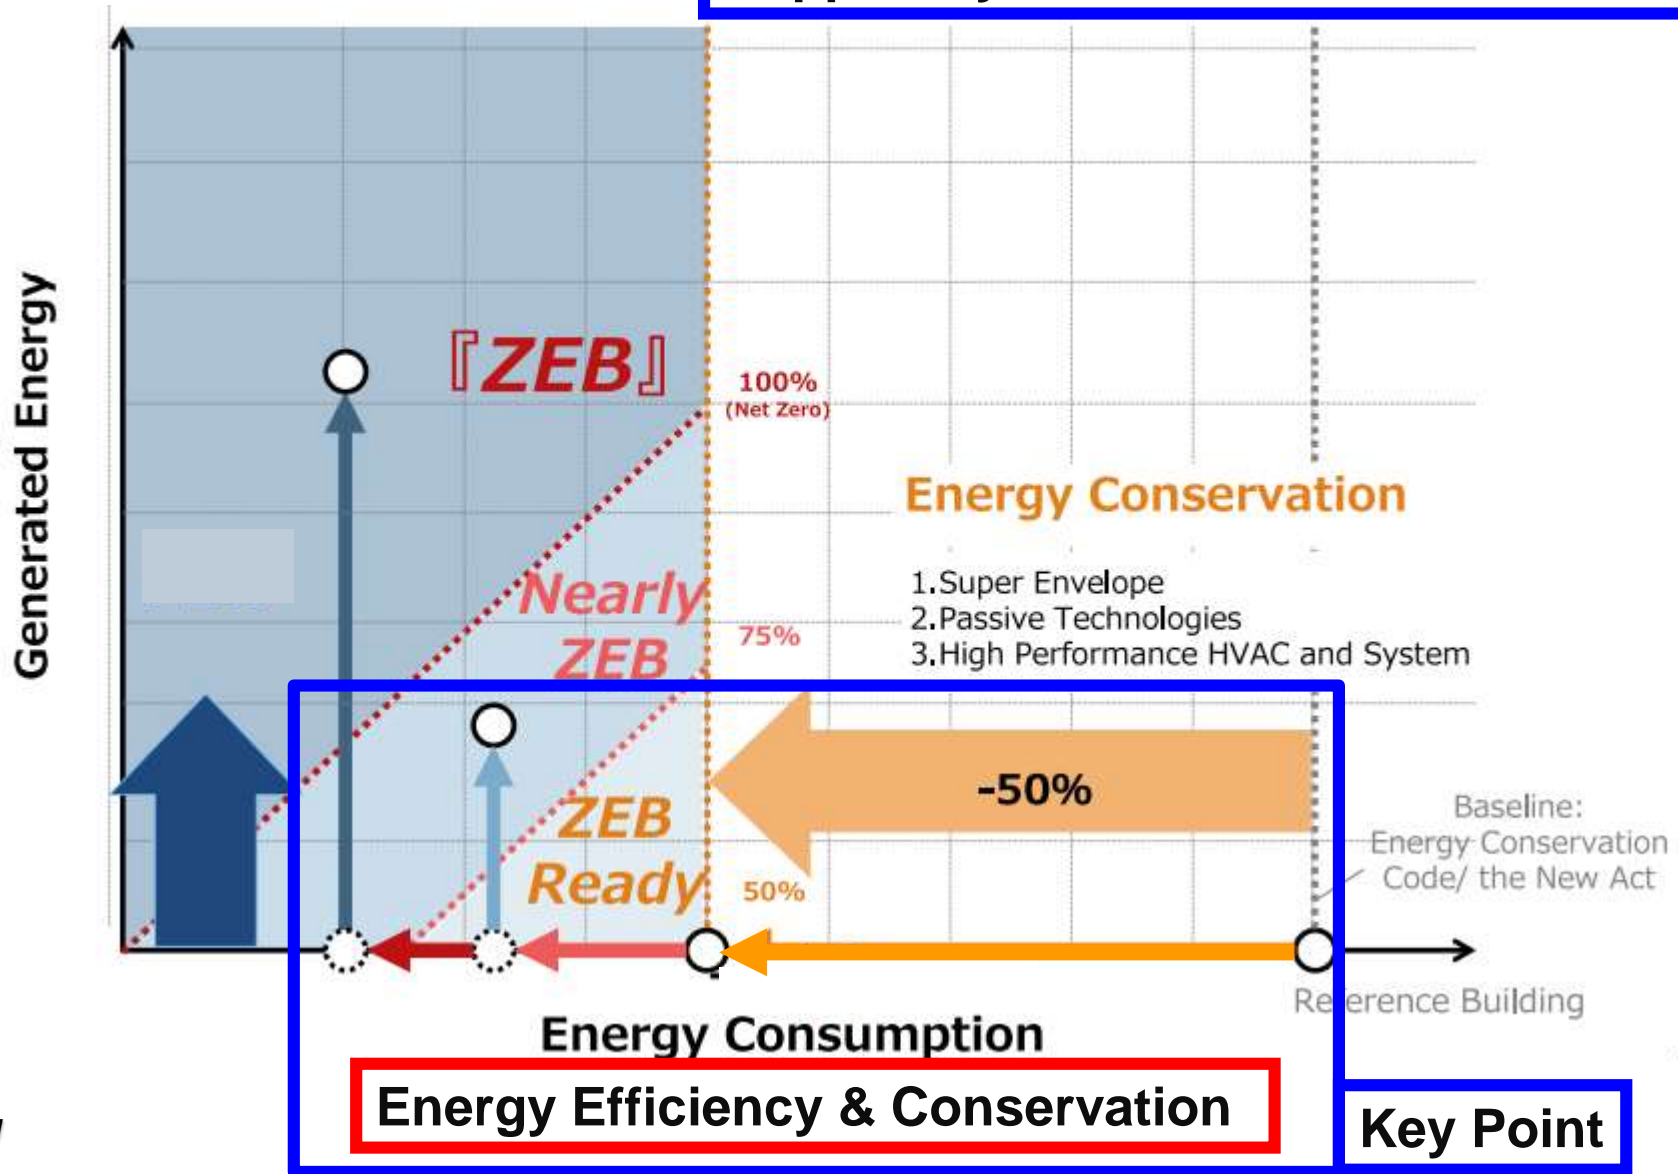 Generated Energy
『ZEB』
100%
(Net Zero)
Energy Conservation
1.Super Envelope
2.Passive Technologies
3.High Performance HVAC and System
Nearly
ZEB
75%
-50%
ZEB
Ready
50%
Baseline:
Energy Conservation
Code/ the New Act
Reference Building
Energy Consumption
Energy Efficiency & Conservation
Key Point